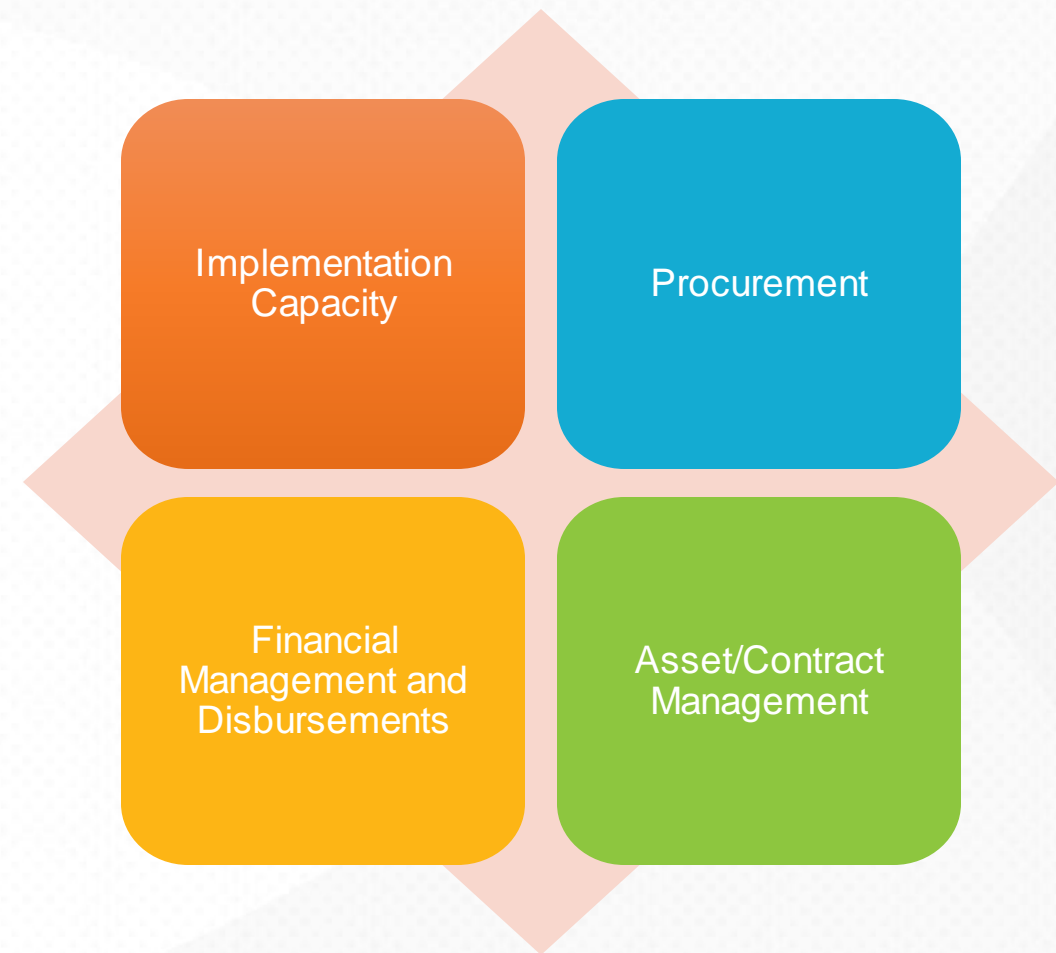 Implementation
Capacity
Procurement
Financial
Management and
Disbursements
Asset/Contract
Management